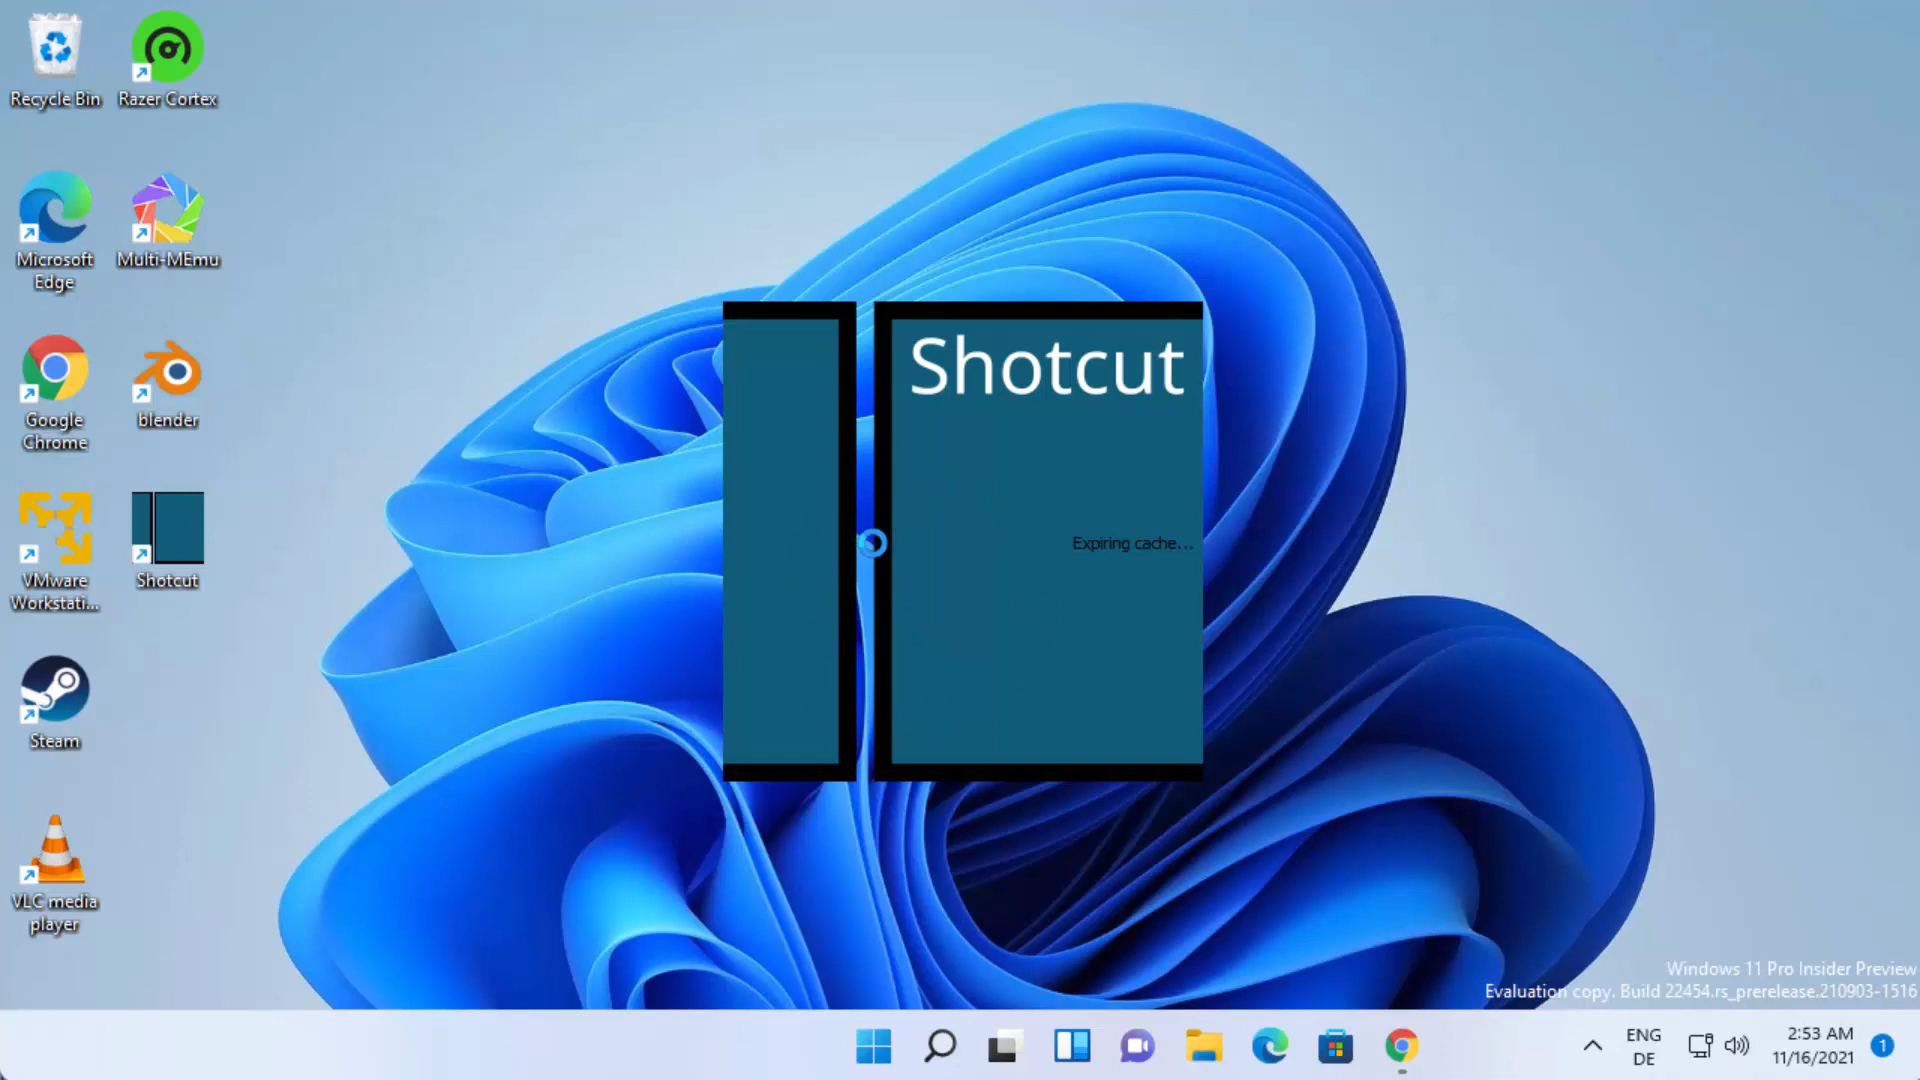 Recycle Bin
Razer Cortex
Microsoft
Edge
Multi-MEmu
Google
Chrome
blender
VMware
Workstati...
Shotcut
Steam
VLC media
player
Shotcut
Expiring cache...
Windows 11 Pro Insider Preview
Evaluation copy. Build 22454.rs_prerelease.210903-1516
ENG
DE
2:53 AM
11/16/2021
1